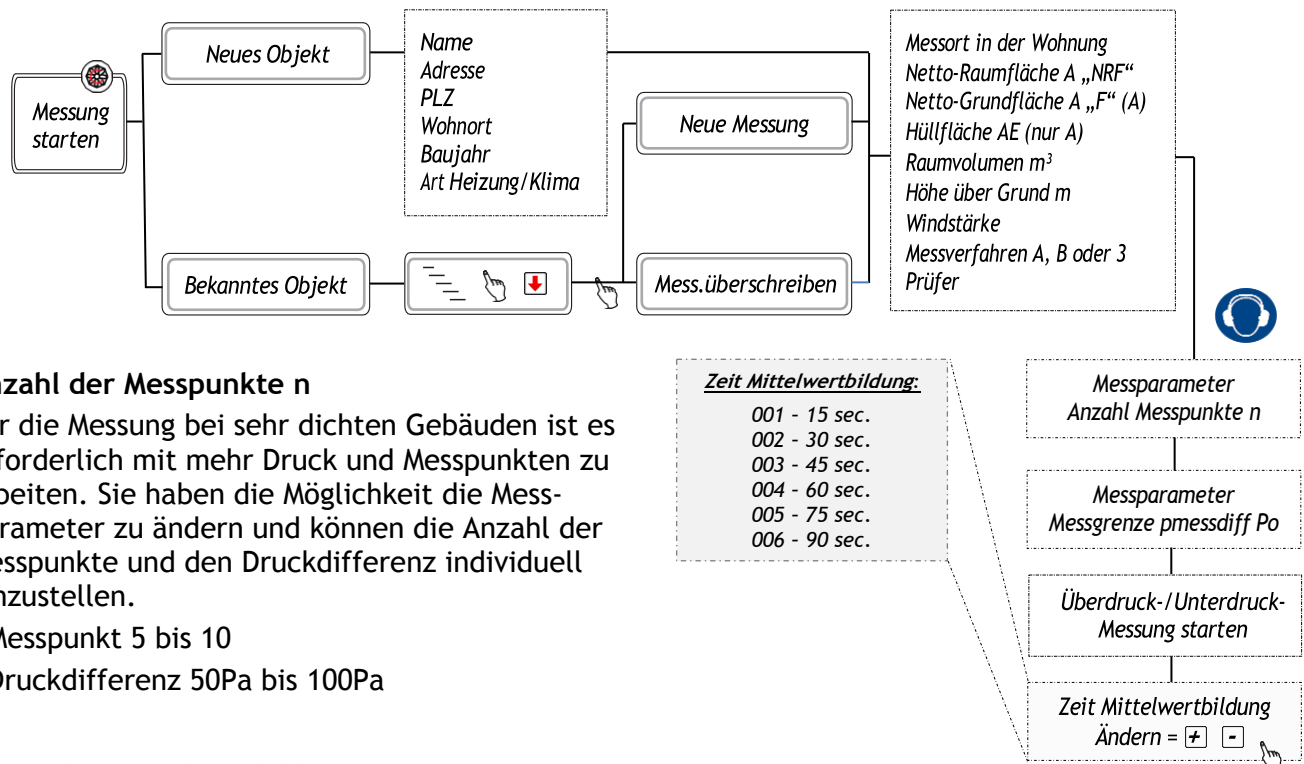 Messung
starten
Neues Objekt
Name
Adresse
PLZ
Wohnort
Baujahr
Art Heizung/Klima
Bekanntes Objekt
Neue Messung
Mess.überschreiben
Messort in der Wohnung
Netto-Raumfläche A „NRF“
Netto-Grundfläche A „F“ (A)
Hüllfläche AE (nur A)
Raumvolumen m³
Höhe über Grund m
Windstärke
Messverfahren A, B oder 3
Prüfer
nzahl der Messpunkte n
r die Messung bei sehr dichten Gebäuden ist es
forderlich mit mehr Druck und Messpunkten zu
beiten. Sie haben die Möglichkeit die Mess-
rameter zu ändern und können die Anzahl der
esspunkte und den Druckdifferenz individuell
nzustellen.
Messpunkt 5 bis 10
Druckdifferenz 50Pa bis 100Pa
Zeit Mittelwertbildung:
001 - 15 sec.
002 - 30 sec.
003 - 45 sec.
004 - 60 sec.
005 - 75 sec.
006 - 90 sec.
Messparameter
Anzahl Messpunkte n
Messparameter
Messgrenze pmessdiff Po
Überdruck-/Unterdruck-
Messung starten
Zeit Mittelwertbildung
Ändern = + -